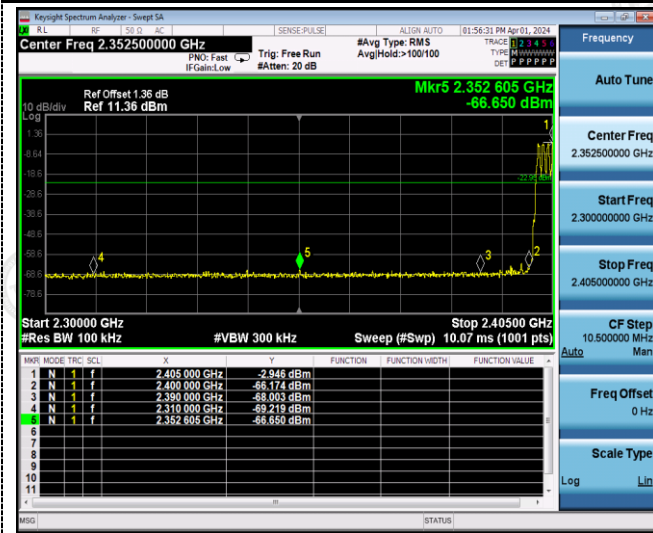 Keysight Spectrum Analyzer - Swept SA
RL RF 50 Ω AC SENSE:PULSE ALIGN AUTO 01:56:31 PM Apr 01, 2024
Center Freq 2.352500000 GHz
PNO: Fast
IFGain:Low
Trig: Free Run
#Atten: 20 dB
#Avg Type: RMS
Avg|Hold:>100/100
TRACE 1 2 3 4 5 6
TYPE M W W W W W
DET P P P P P P
Ref Offset 1.36 dB
Ref 11.36 dBm
10 dB/div
Log
Mkr5 2.352 605 GHz
-66.650 dBm
1.36
-8.64
-18.6
-28.6
-38.6
-48.6
-58.6
-68.6
-78.6
1
2
3
4
5
Start 2.30000 GHz
#Res BW 100 kHz
#VBW 300 kHz
Stop 2.40500 GHz
Sweep (#Swp) 10.07 ms (1001 pts)
MKR MODE TRC SCL X Y FUNCTION FUNCTION WIDTH FUNCTION VALUE
1 N 1 f 2.405 000 GHz -2.946 dBm
2 N 1 f 2.400 000 GHz -66.174 dBm
3 N 1 f 2.390 000 GHz -68.003 dBm
4 N 1 f 2.310 000 GHz -69.219 dBm
5 N 1 f 2.352 605 GHz -66.650 dBm
6
7
8
9
10
11
MSG STATUS
Frequency
Auto Tune
Center Freq
2.352500000 GHz
Start Freq
2.300000000 GHz
Stop Freq
2.405000000 GHz
CF Step
10.500000 MHz
Auto Man
Freq Offset
0 Hz
Scale Type
Log Lin